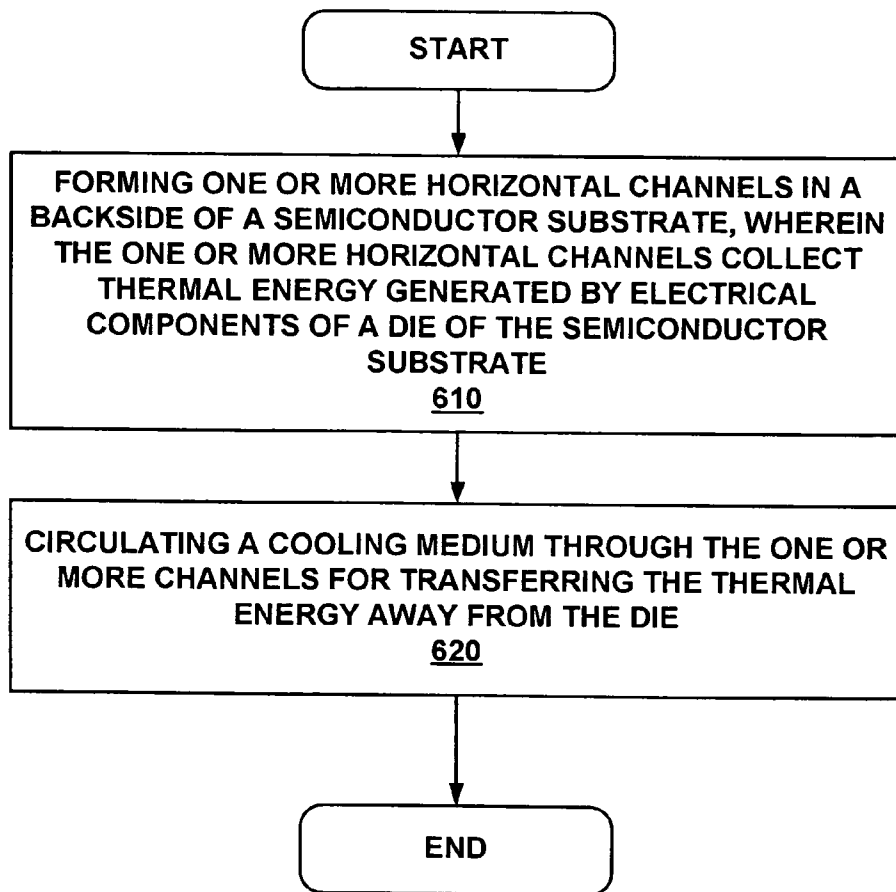 START
FORMING ONE OR MORE HORIZONTAL CHANNELS IN A
BACKSIDE OF A SEMICONDUCTOR SUBSTRATE, WHEREIN
THE ONE OR MORE HORIZONTAL CHANNELS COLLECT
THERMAL ENERGY GENERATED BY ELECTRICAL
COMPONENTS OF A DIE OF THE SEMICONDUCTOR
SUBSTRATE
610
CIRCULATING A COOLING MEDIUM THROUGH THE ONE OR
MORE CHANNELS FOR TRANSFERRING THE THERMAL
ENERGY AWAY FROM THE DIE
620
END